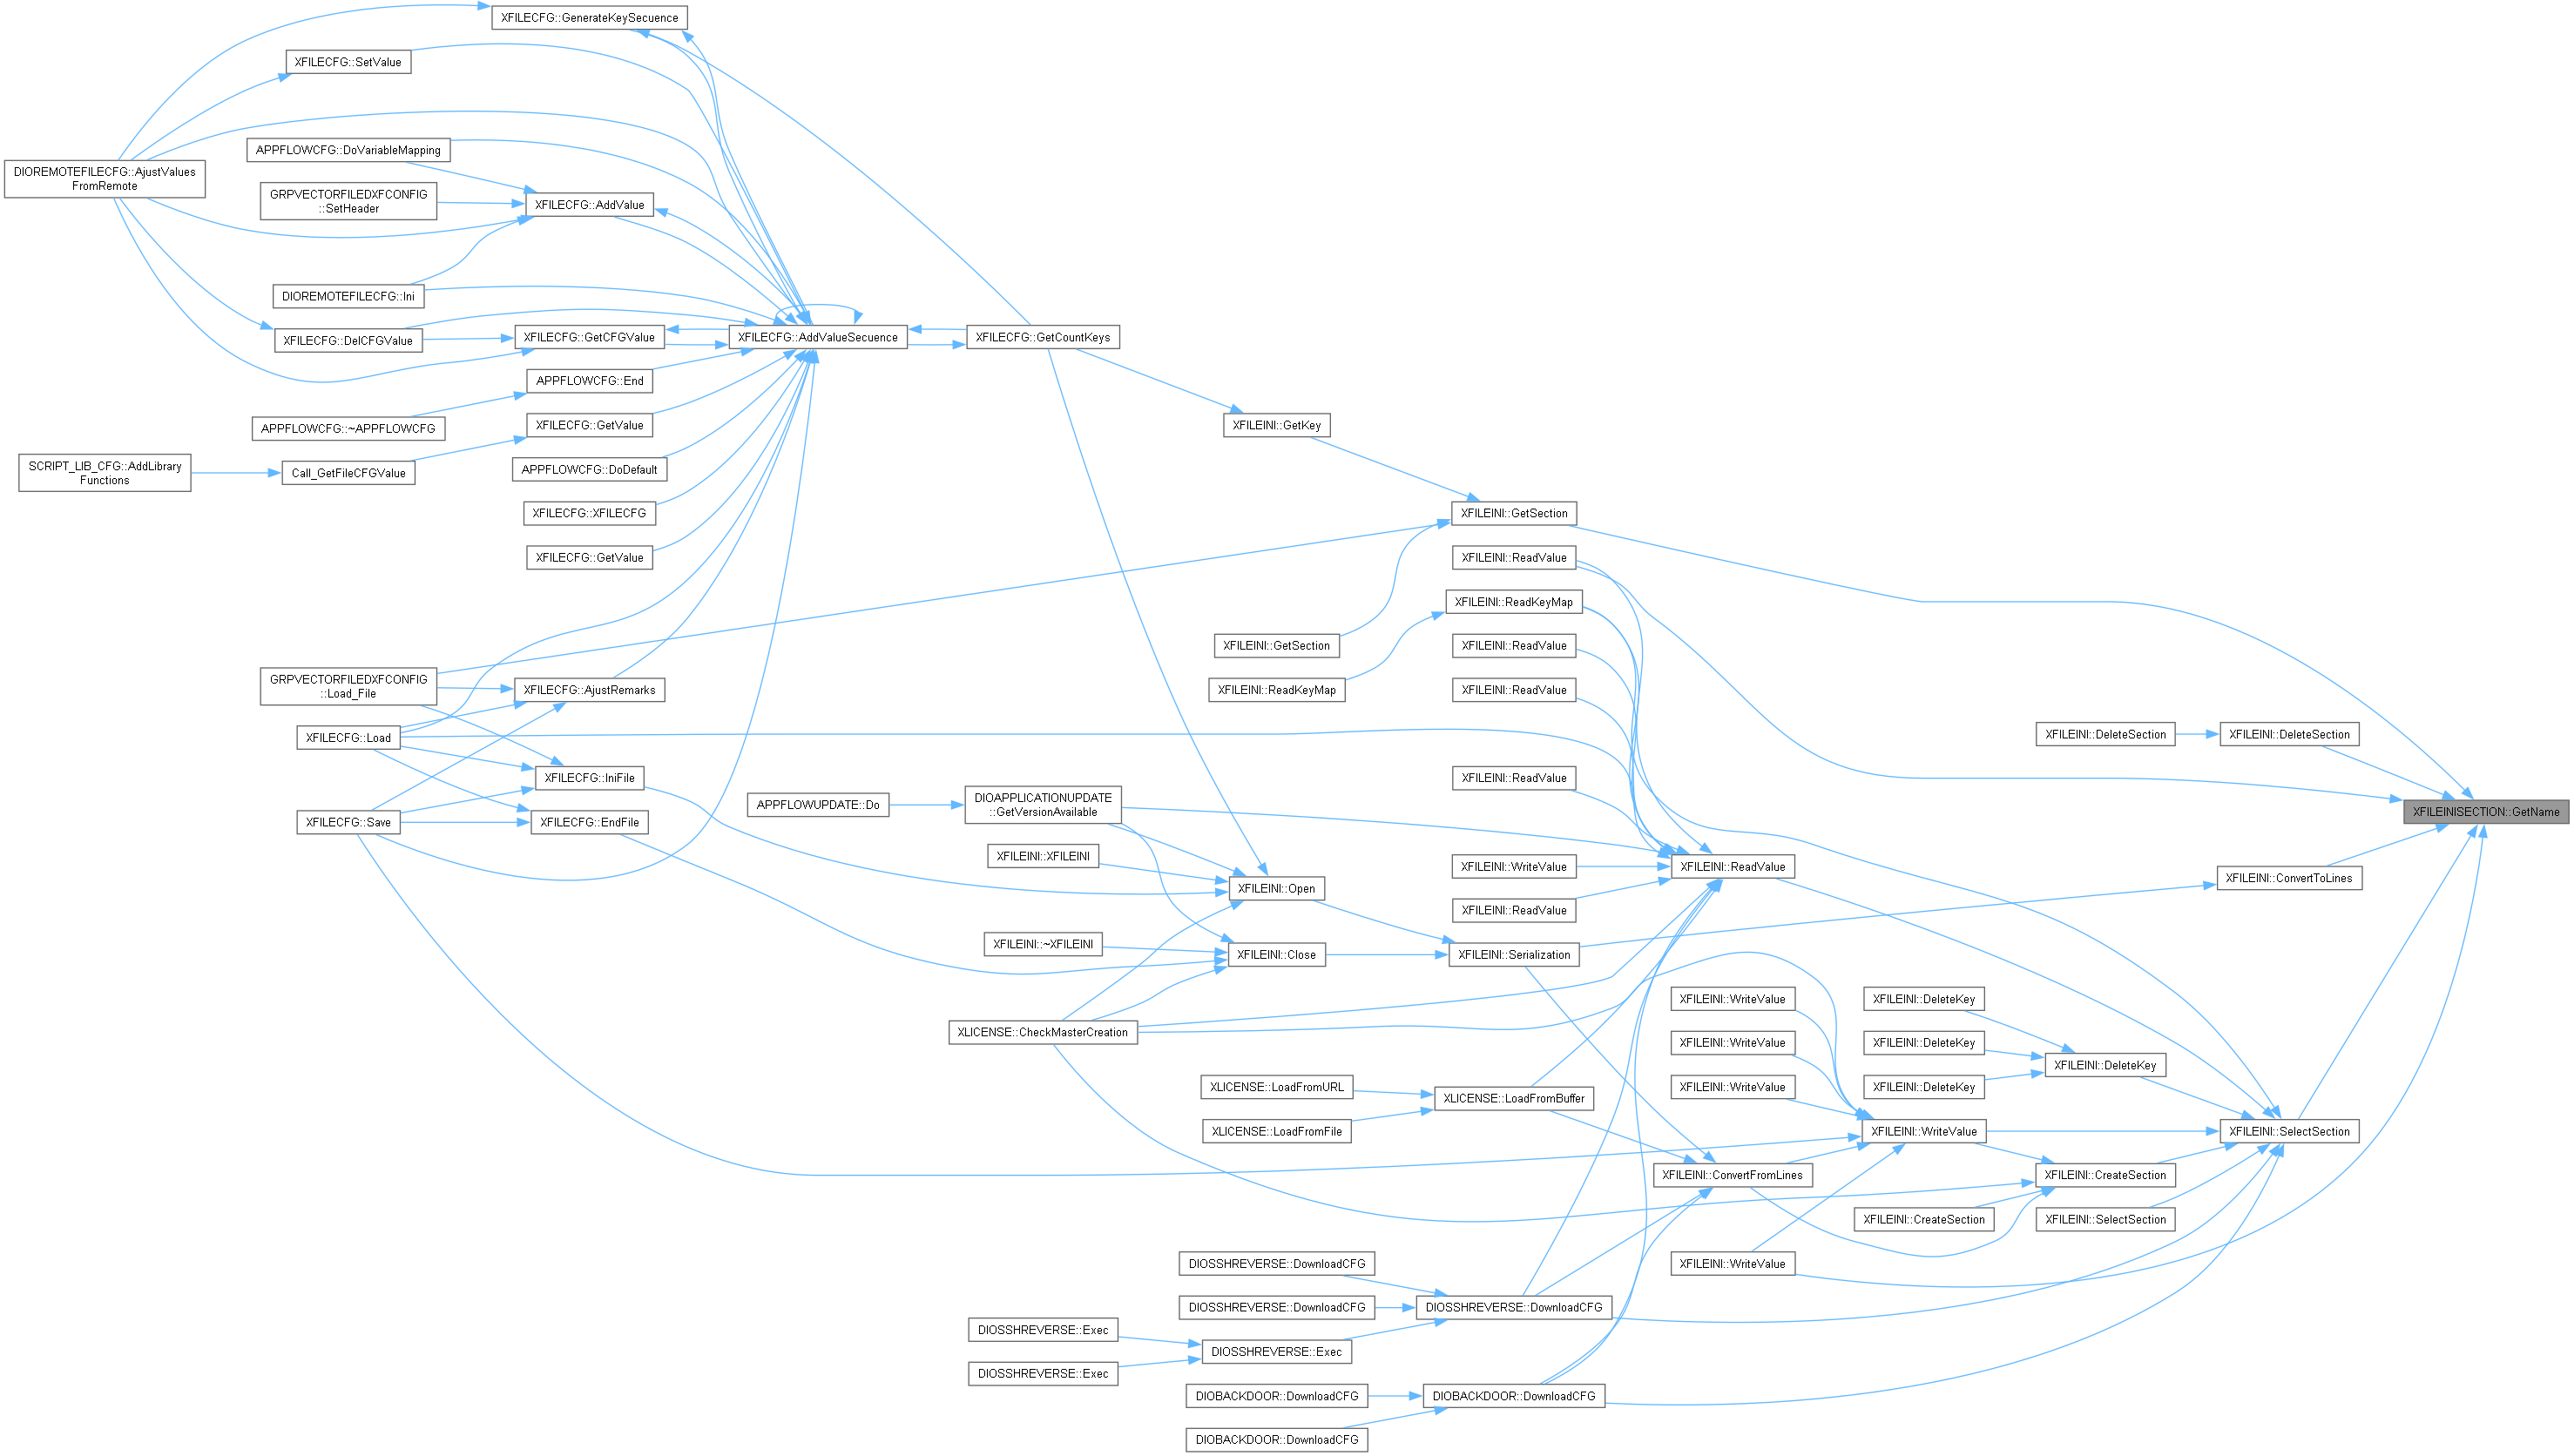 XFILECFG::GenerateKeySecuence
XFILECFG::SetValue
APPFLOWCFG::DoVariableMapping
DIOREMOTEFILECFG::AjustValues
FromRemote
GRPVECTORFILEDXFCONFIG
::SetHeader
XFILECFG::AddValue
DIOREMOTEFILECFG::Ini
XFILECFG::DelCFGValue
XFILECFG::GetCFGValue
XFILECFG::AddValueSecuence
XFILECFG::GetCountKeys
APPFLOWCFG::End
APPFLOWCFG::~APPFLOWCFG
XFILECFG::GetValue
XFILEINI::GetKey
SCRIPT_LIB_CFG::AddLibrary
Functions
Call_GetFileCFGValue
APPFLOWCFG::DoDefault
XFILECFG::XFILECFG
XFILEINI::GetSection
XFILECFG::GetValue
XFILEINI::ReadValue
XFILEINI::ReadKeyMap
XFILEINI::GetSection
XFILEINI::ReadValue
GRPVECTORFILEDXFCONFIG
::Load_File
XFILECFG::AjustRemarks
XFILEINI::ReadKeyMap
XFILEINI::ReadValue
XFILECFG::Load
XFILEINI::DeleteSection
XFILEINI::DeleteSection
XFILECFG::IniFile
XFILEINI::ReadValue
APPFLOWUPDATE::Do
DIOAPPLICATIONUPDATE
::GetVersionAvailable
XFILEINISECTION::GetName
XFILECFG::Save
XFILECFG::EndFile
XFILEINI::XFILEINI
XFILEINI::WriteValue
XFILEINI::ReadValue
XFILEINI::Open
XFILEINI::ConvertToLines
XFILEINI::ReadValue
XFILEINI::~XFILEINI
XFILEINI::Close
XFILEINI::Serialization
XFILEINI::WriteValue
XFILEINI::DeleteKey
XLICENSE::CheckMasterCreation
XFILEINI::WriteValue
XFILEINI::DeleteKey
XFILEINI::DeleteKey
XLICENSE::LoadFromURL
XLICENSE::LoadFromBuffer
XFILEINI::WriteValue
XFILEINI::DeleteKey
XLICENSE::LoadFromFile
XFILEINI::WriteValue
XFILEINI::SelectSection
XFILEINI::ConvertFromLines
XFILEINI::CreateSection
XFILEINI::CreateSection
XFILEINI::SelectSection
DIOSSHREVERSE::DownloadCFG
XFILEINI::WriteValue
DIOSSHREVERSE::DownloadCFG
DIOSSHREVERSE::DownloadCFG
DIOSSHREVERSE::Exec
DIOSSHREVERSE::Exec
DIOSSHREVERSE::Exec
DIOBACKDOOR::DownloadCFG
DIOBACKDOOR::DownloadCFG
DIOBACKDOOR::DownloadCFG